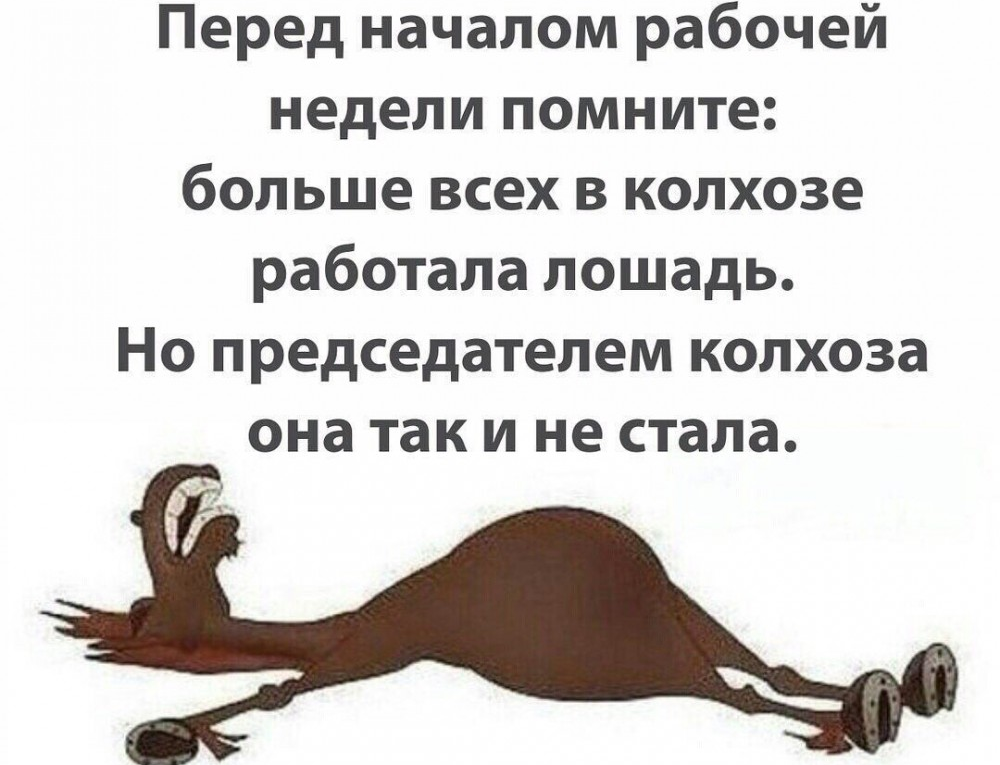 Перед началом рабочей
недели помните:
больше всех в колхозе
работала лошадь.
Но председателем колхоза
она так и не стала.